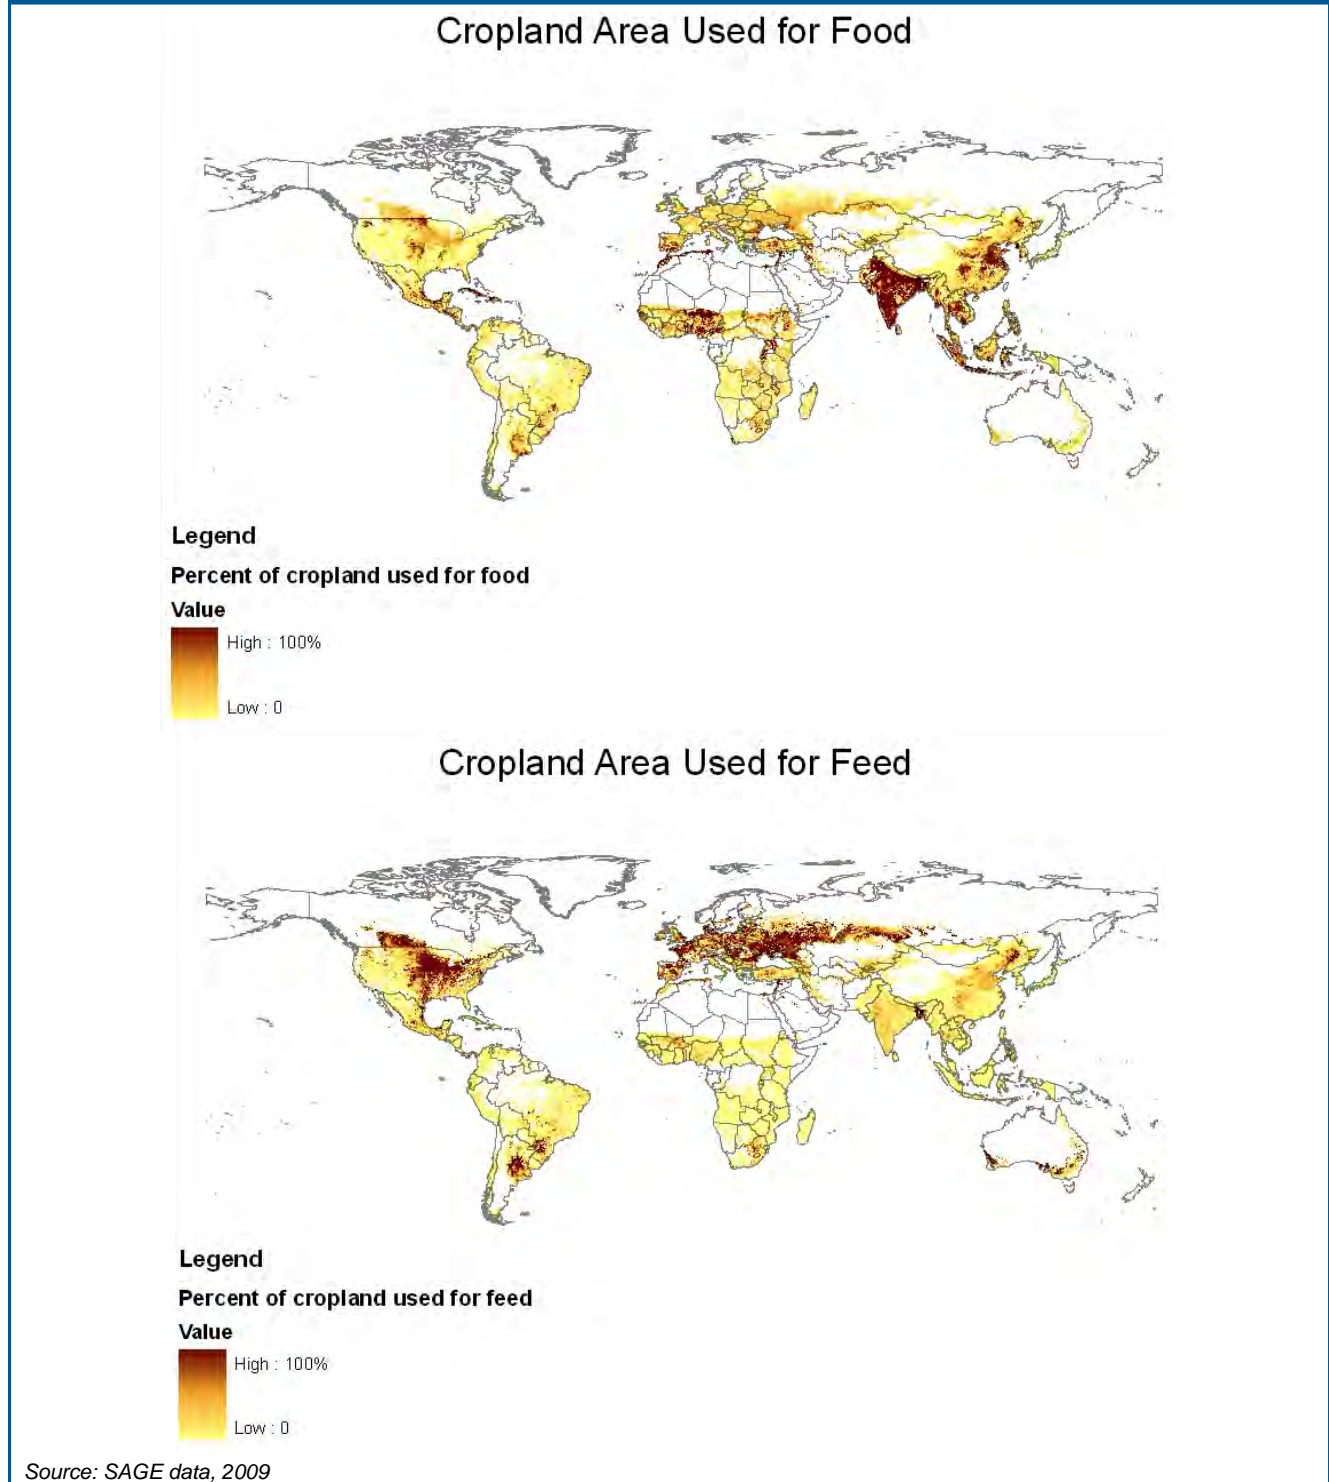 Cropland Area Used for Food
Legend
Percent of cropland used for food
Value
High : 100%
Low : 0
Cropland Area Used for Feed
Legend
Percent of cropland used for feed
Value
High : 100%
Low : 0
Source: SAGE data, 2009